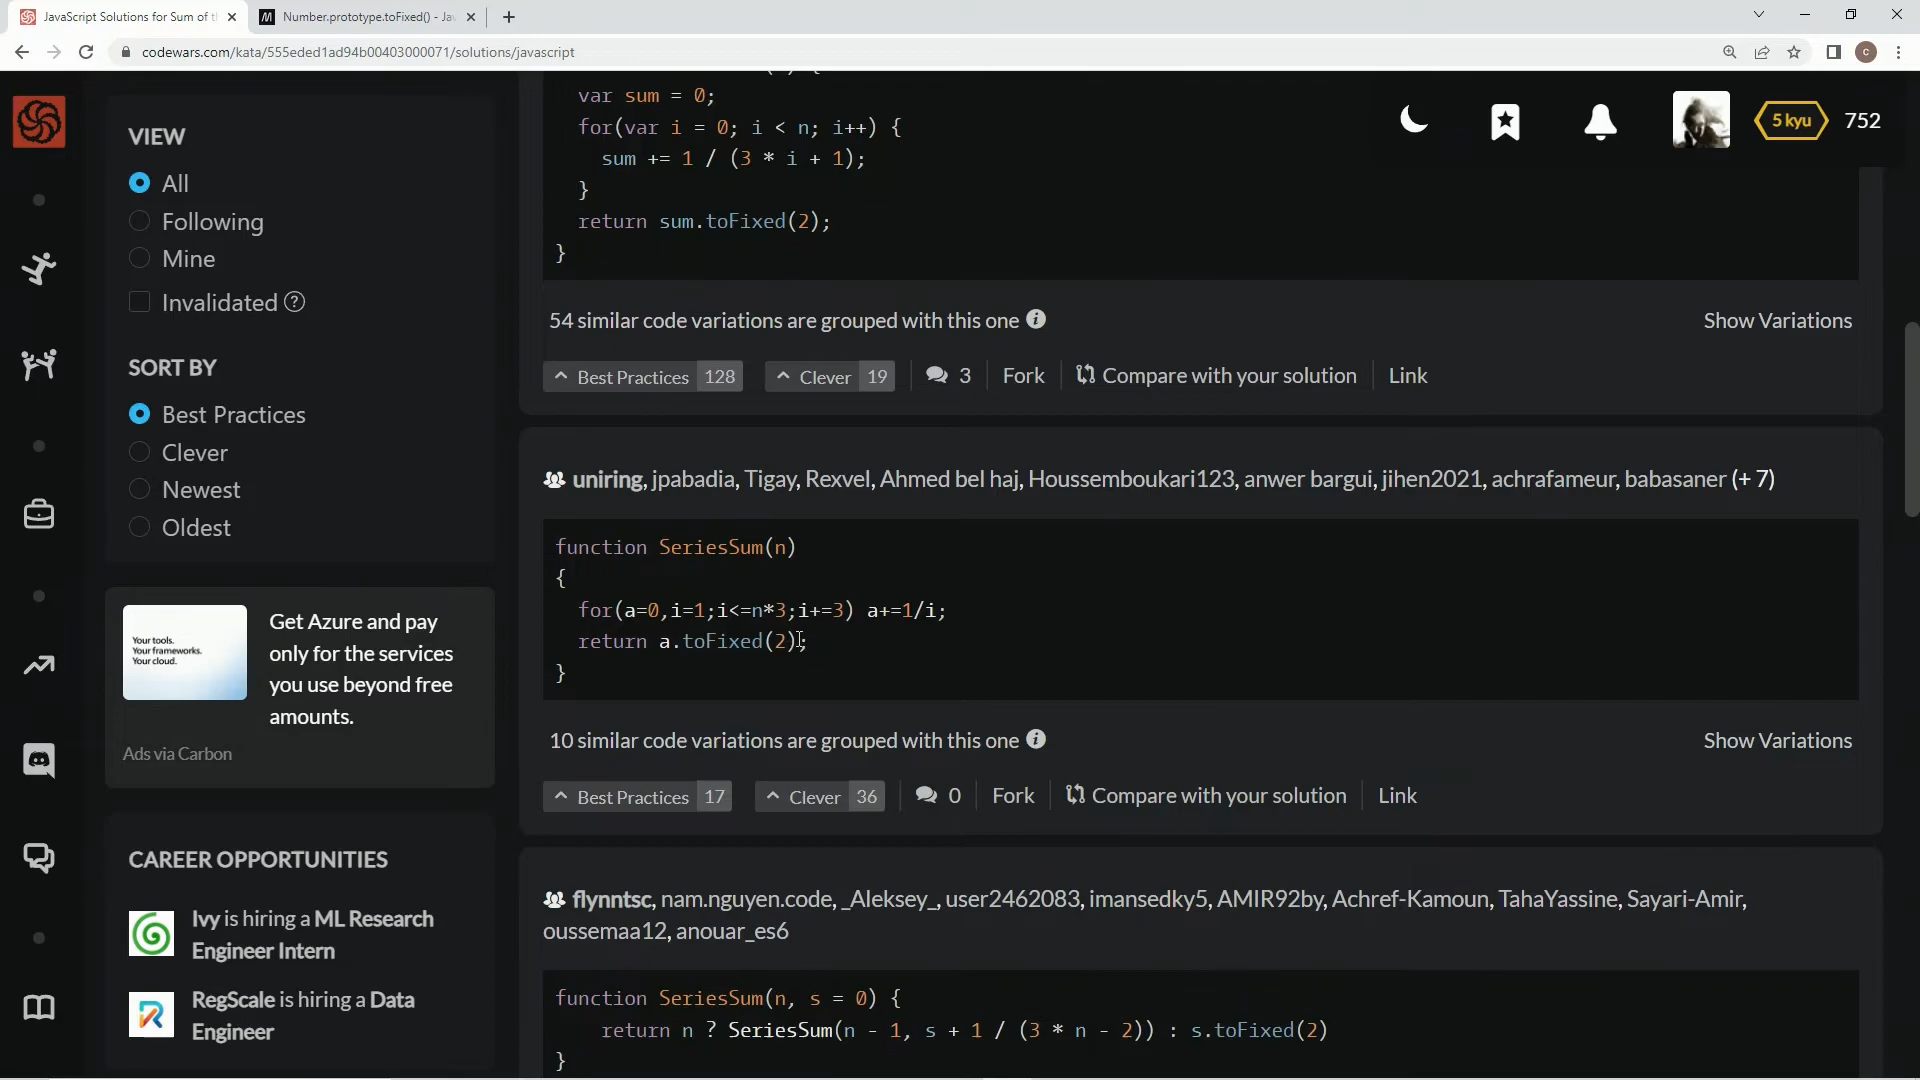 JavaScript Solutions for Sum of t
Number.prototype.toFixed() - Ja
codewars.com/kata/555eded1ad94b00403000071/solutions/javascript
C
5 kyu
752
VIEW
All
Following
Mine
Invalidated ?
SORT BY
Best Practices
Clever
Newest
Oldest
Your tools.
Your frameworks.
Your cloud.
Get Azure and pay
only for the services
you use beyond free
amounts.
Ads via Carbon
CAREER OPPORTUNITIES
Ivy is hiring a ML Research
Engineer Intern
RegScale is hiring a Data
Engineer
var sum = 0;
for(var i = 0; i < n; i++) {
sum += 1 / (3 * i + 1);
}
return sum.toFixed(2);
}
54 similar code variations are grouped with this one
Show Variations
Best Practices 128 Clever 19 3 Fork Compare with your solution Link
uniring, jpabadia, Tigay, Rexvel, Ahmed bel haj, Houssemboukari123, anwer bargui, jihen2021, achrafameur, babasaner (+ 7)
function SeriesSum(n)
{
for(a=0,i=1;i<=n*3;i+=3) a+=1/i;
return a.toFixed(2);
}
10 similar code variations are grouped with this one
Show Variations
Best Practices 17 Clever 36 0 Fork Compare with your solution Link
flynntsc, nam.nguyen.code, _Aleksey_, user2462083, imansedky5, AMIR92by, Achref-Kamoun, TahaYassine, Sayari-Amir,
oussemaa12, anouar_es6
function SeriesSum(n, s = 0) {
return n ? SeriesSum(n - 1, s + 1 / (3 * n - 2)) : s.toFixed(2)
}